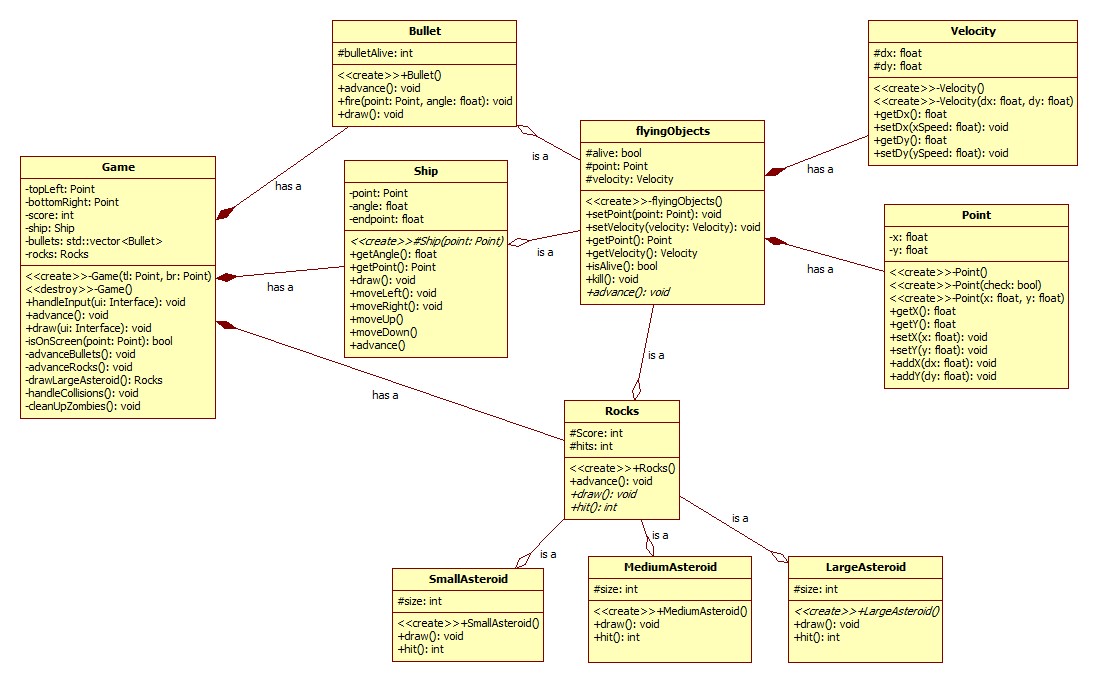 Bullet
#bulletAlive: int
<<create>>+Bullet()
+advance(): void
+fire(point: Point, angle: float): void
+draw(): void
Velocity
#dx: float
#dy: float
<<create>>-Velocity()
<<create>>-Velocity(dx: float, dy: float)
+getDx(): float
+setDx(xSpeed: float): void
+getDy(): float
+setDy(ySpeed: float): void
flyingObjects
#alive: bool
#point: Point
#velocity: Velocity
<<create>>-flyingObjects()
+setPoint(point: Point): void
+setVelocity(velocity: Velocity): void
+getPoint(): Point
+getVelocity(): Velocity
+isAlive(): bool
+kill(): void
+advance(): void
Game
-topLeft: Point
-bottomRight: Point
-score: int
-ship: Ship
-bullets: std::vector<Bullet>
-rocks: Rocks
<<create>>-Game(tl: Point, br: Point)
<<destroy>>-Game()
+handleInput(ui: Interface): void
+advance(): void
+draw(ui: Interface): void
-isOnScreen(point: Point): bool
-advanceBullets(): void
-advanceRocks(): void
-drawLargeAsteroid(): Rocks
-handleCollisions(): void
-cleanUpZombies(): void
Ship
-point: Point
-angle: float
-endpoint: float
<<create>>#Ship(point: Point)
+getAngle(): float
+getPoint(): Point
+draw(): void
+moveLeft(): void
+moveRight(): void
+moveUp()
+moveDown()
+advance()
Point
-x: float
-y: float
<<create>>-Point()
<<create>>-Point(check: bool)
<<create>>-Point(x: float, y: float)
+getX(): float
+getY(): float
+setX(x: float): void
+setY(y: float): void
+addX(dx: float): void
+addY(dy: float): void
is a
has a
has a
is a
has a
has a
is a
has a
Rocks
#Score: int
#hits: int
<<create>>+Rocks()
+advance(): void
+draw(): void
+hit(): int
is a
is a
is a
SmallAsteroid
#size: int
<<create>>+SmallAsteroid()
+draw(): void
+hit(): int
MediumAsteroid
#size: int
<<create>>+MediumAsteroid()
+draw(): void
+hit(): int
LargeAsteroid
#size: int
<<create>>+LargeAsteroid()
+draw(): void
+hit(): int